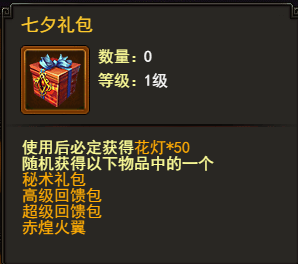 七夕礼包
数量：0
等级：1级
使用后必定获得花灯*50
随机获得以下物品中的一个
秘术礼包
高级回馈包
超级回馈包
赤煌火翼